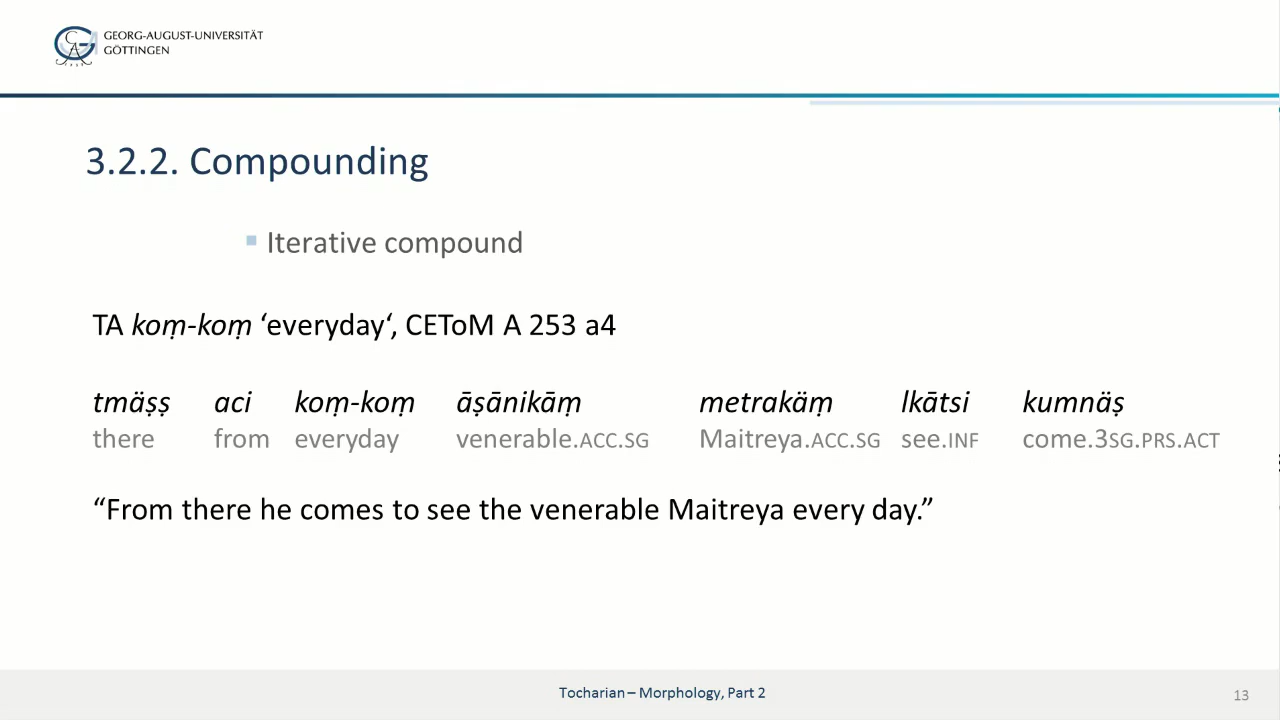 GEORG-AUGUST-UNIVERSITÄT
GÖTTINGEN
3.2.2. Compounding
Iterative compound
TA koṃ-koṃ ‘everyday‘, CEToM A 253 a4
tmäṣṣ aci koṃ-koṃ āṣānikāṃ metrakäṃ lkātsi kumnäṣ
there from everyday venerable.ACC.SG Maitreya.ACC.SG see.INF come.3SG.PRS.ACT
“From there he comes to see the venerable Maitreya every day.”
Tocharian – Morphology, Part 2
13